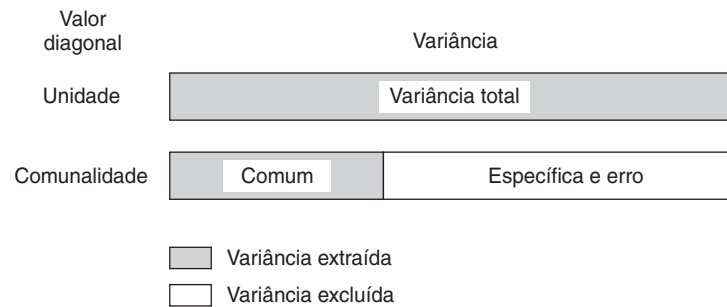 Valor
diagonal
Variância
Unidade
Variância total
Comunalidade
Comum
Específica e erro
Variância extraída
Variância excluída